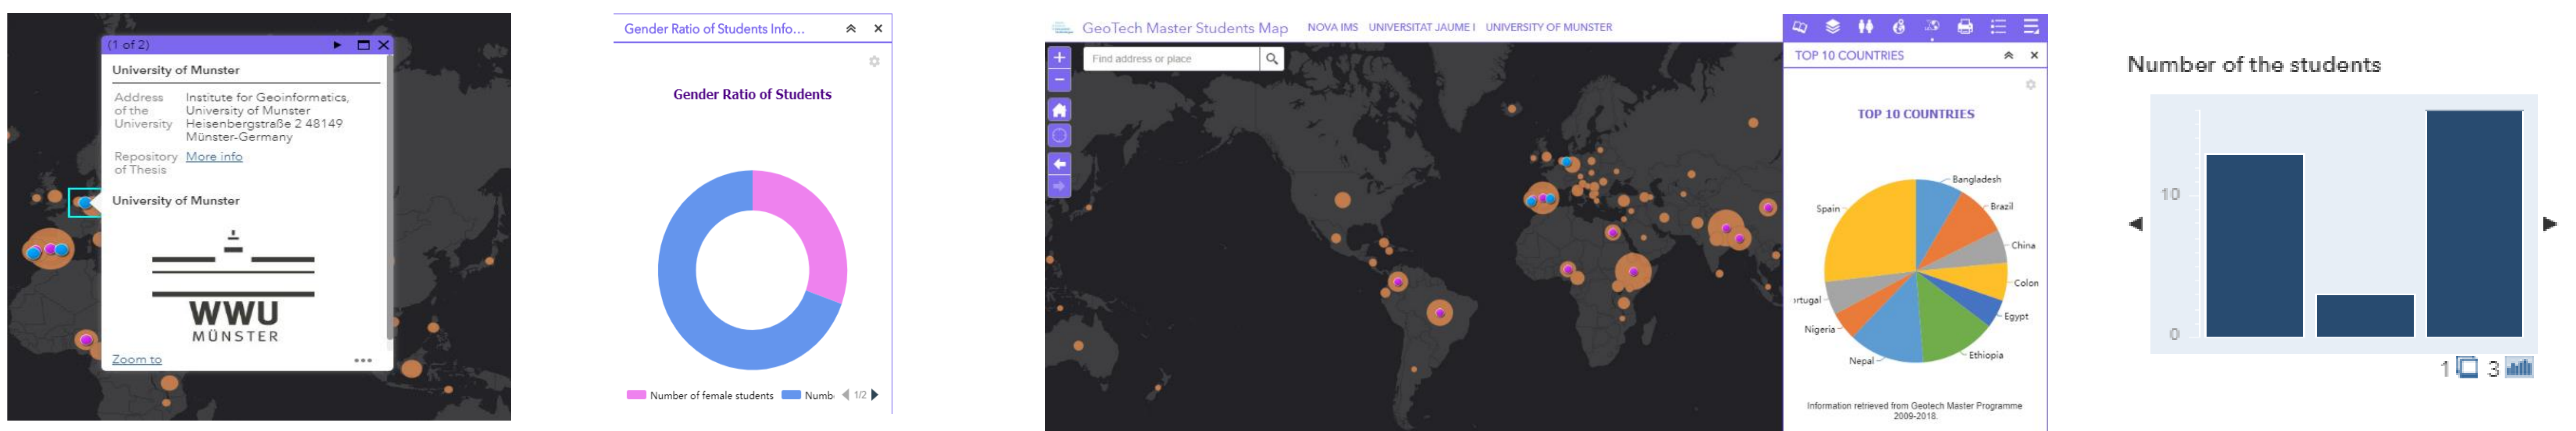 (1 of 2)
University of Munster
Address of the University
Institute for Geoinformatics,
University of Munster
Heisenbergstraße 2 48149
Münster-Germany
Repository of Thesis
More info
University of Munster
WWU
MÜNSTER
Zoom to
Gender Ratio of Students Info...
Gender Ratio of Students
Number of female students
Numb
1/2
GeoTech Master Students Map
NOVA IMS
UNIVERSITAT JAUME I
UNIVERSITY OF MUNSTER
Find address or place
TOP 10 COUNTRIES
TOP 10 COUNTRIES
Bangladesh
Spain
Brazil
China
Colon
rtugal
Egypt
Nigeria
Ethiopia
Nepal
Information retrieved from Geotech Master Programme
2009-2018.
Number of the students
10
0
1
3